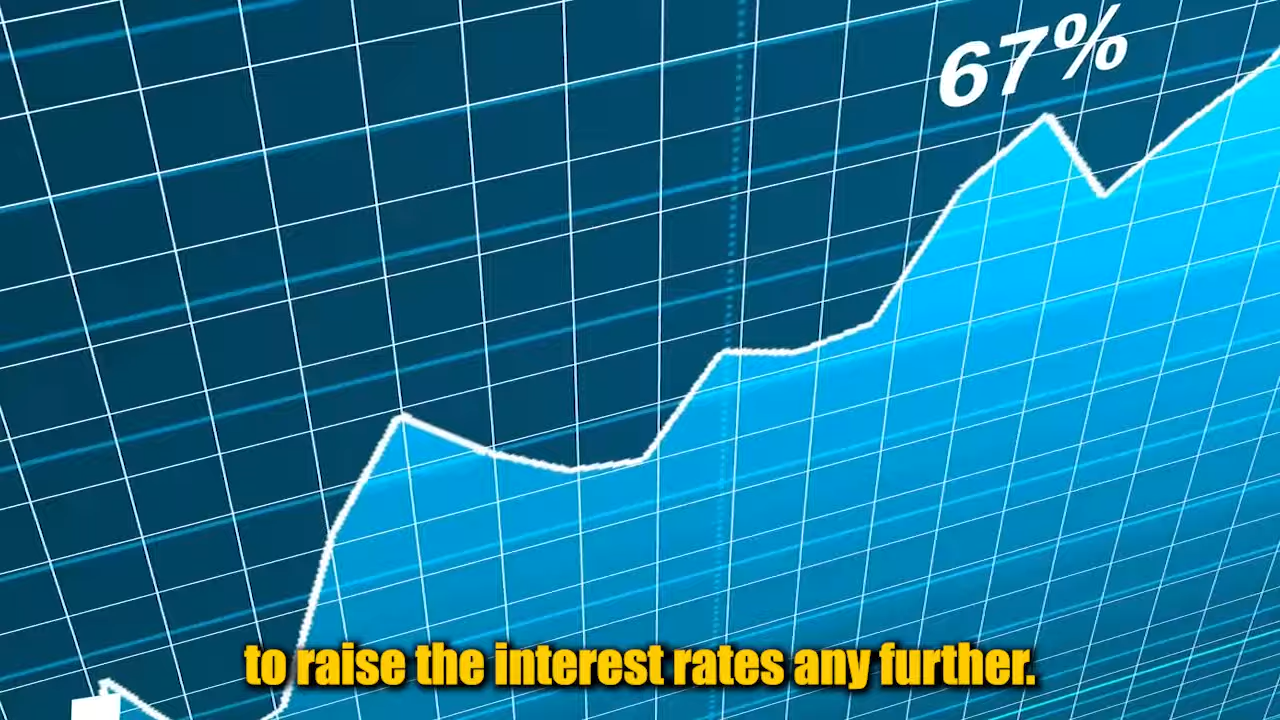 67%
to raise the interest rates any further.